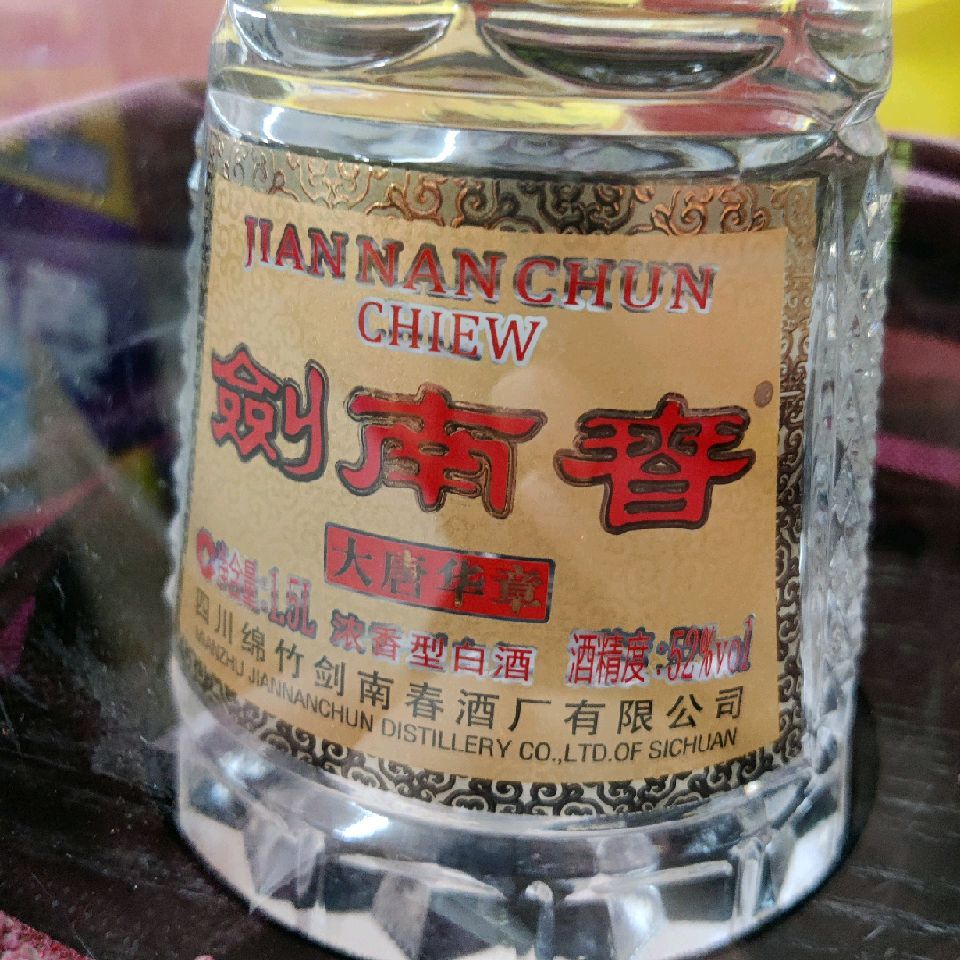 JIAN NAN CHUN
CHIEW
劍南春
大唐华章
净含量:1.5L 浓香型白酒 酒精度:52%vol
四川绵竹剑南春酒厂有限公司
MIANZHU JIANNANCHUN DISTILLERY CO.,LTD.OF SICHUAN